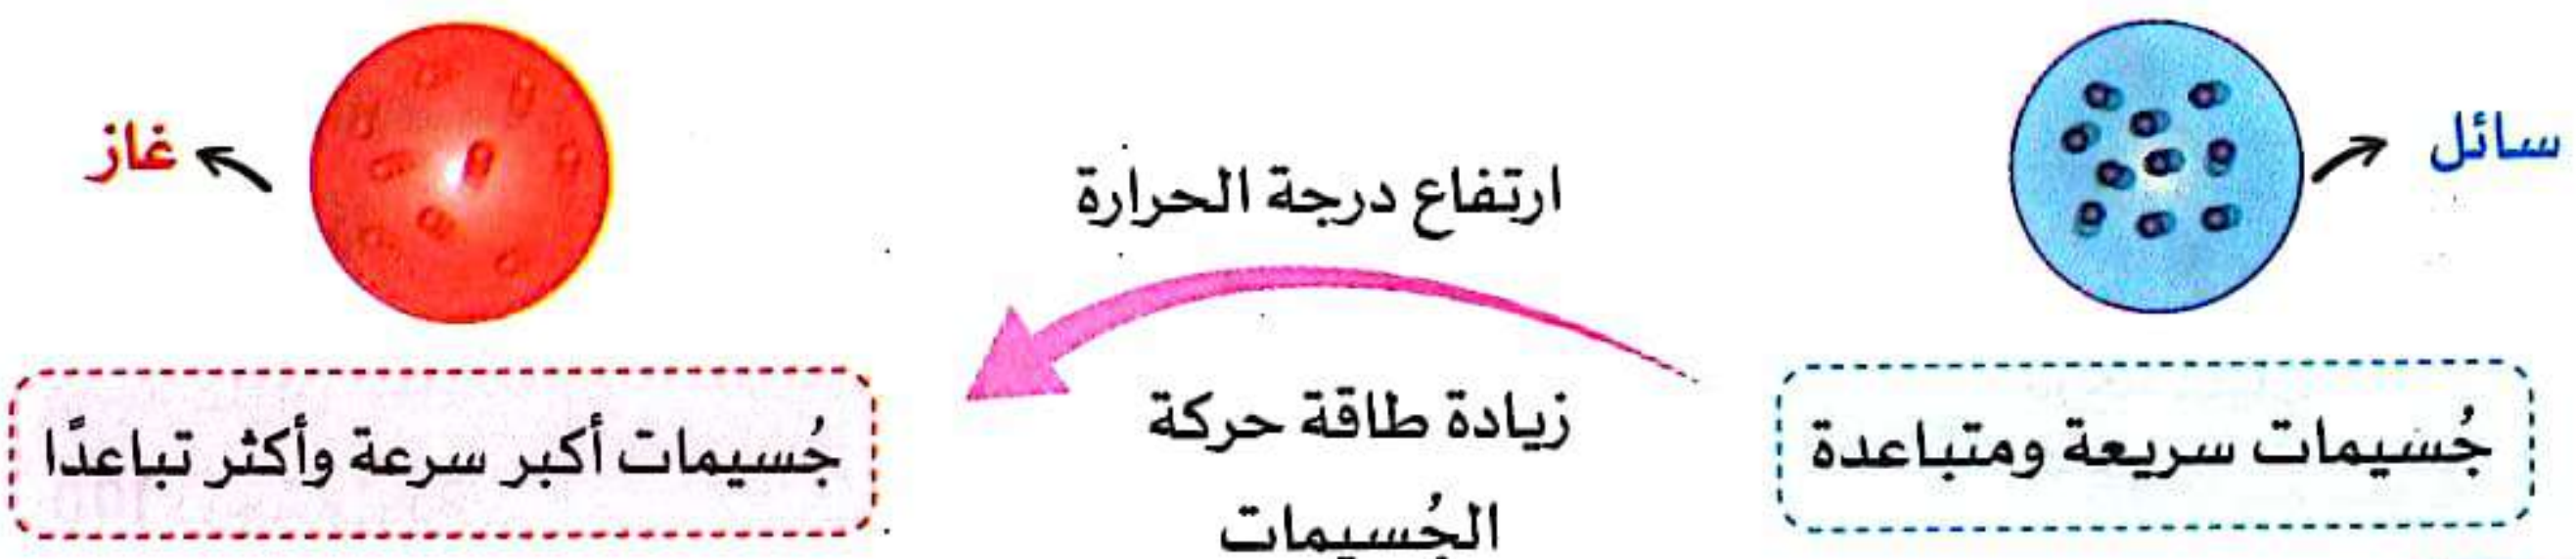 سائل
غاز
ارتفاع درجة الحرارة
زيادة طاقة حركة
الجُسيمات
جُسيمات سريعة ومتباعدة
جُسيمات أكبر سرعة وأكثر تباعدًا